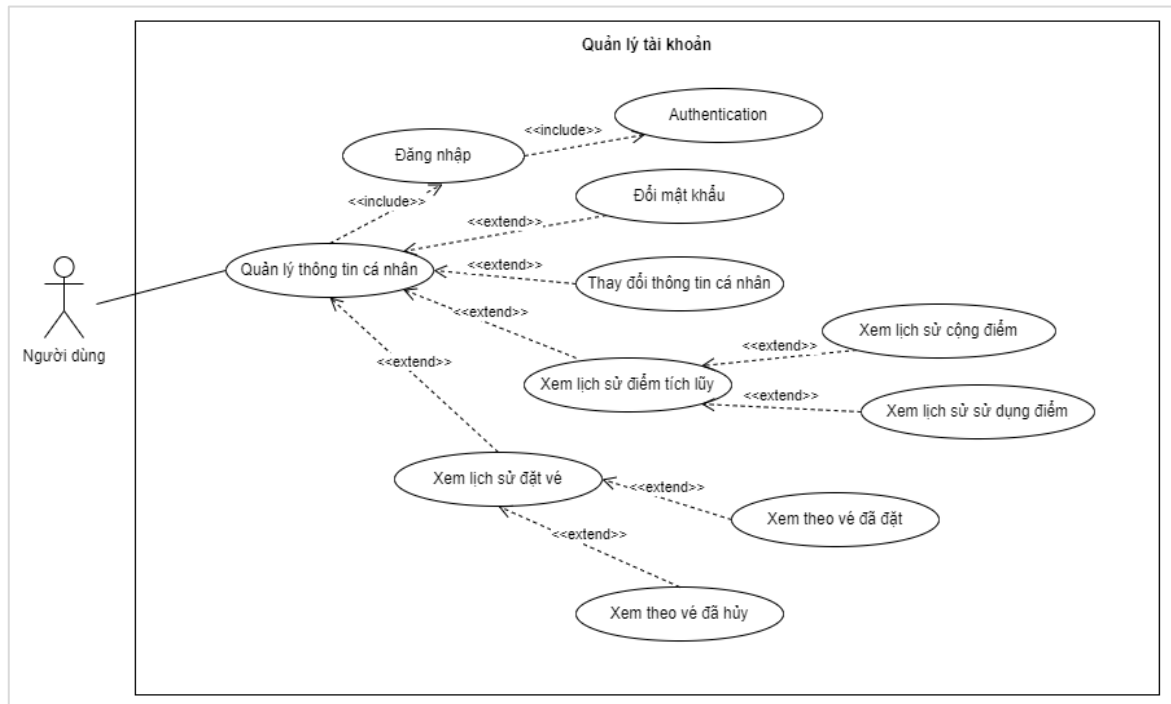 Quản lý tài khoản
Authentication
<<include>>
Đăng nhập
<<include>>
Đổi mật khẩu
<<extend>>
Quản lý thông tin cá nhân
<<extend>>
Thay đổi thông tin cá nhân
<<extend>>
Người dùng
Xem lịch sử cộng điểm
<<extend>>
<<extend>>
Xem lịch sử điểm tích lũy
<<extend>>
Xem lịch sử sử dụng điểm
Xem lịch sử đặt vé
<<extend>>
Xem theo vé đã đặt
<<extend>>
Xem theo vé đã hủy